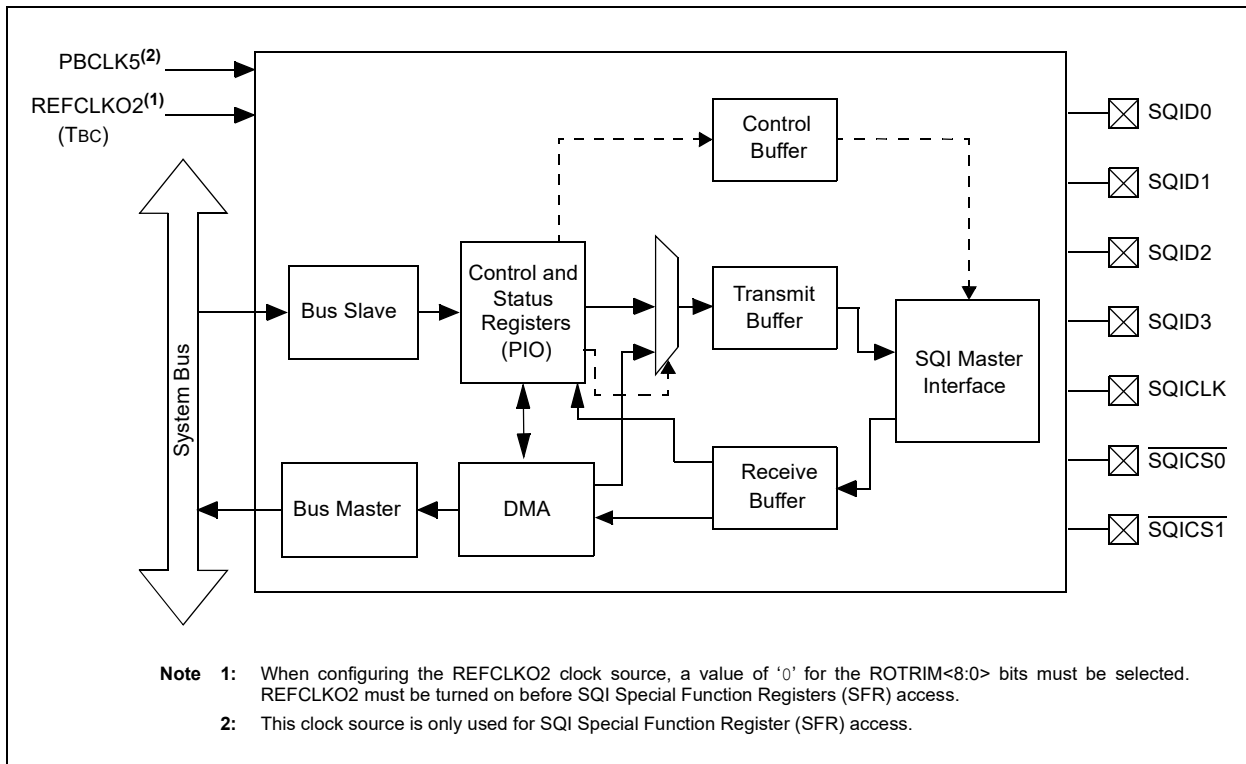 PBCLK5(2)
REFCLKO2(1)
(TBC)
System Bus
Bus Slave
Bus Master
Control and
Status
Registers
(PIO)
DMA
Control
Buffer
Transmit
Buffer
Receive
Buffer
SQI Master
Interface
SQID0
SQID1
SQID2
SQID3
SQICLK
SQICS0
SQICS1
Note 1: When configuring the REFCLKO2 clock source, a value of ‘0’ for the ROTRIM<8:0> bits must be selected.
REFCLKO2 must be turned on before SQI Special Function Registers (SFR) access.
2: This clock source is only used for SQI Special Function Register (SFR) access.